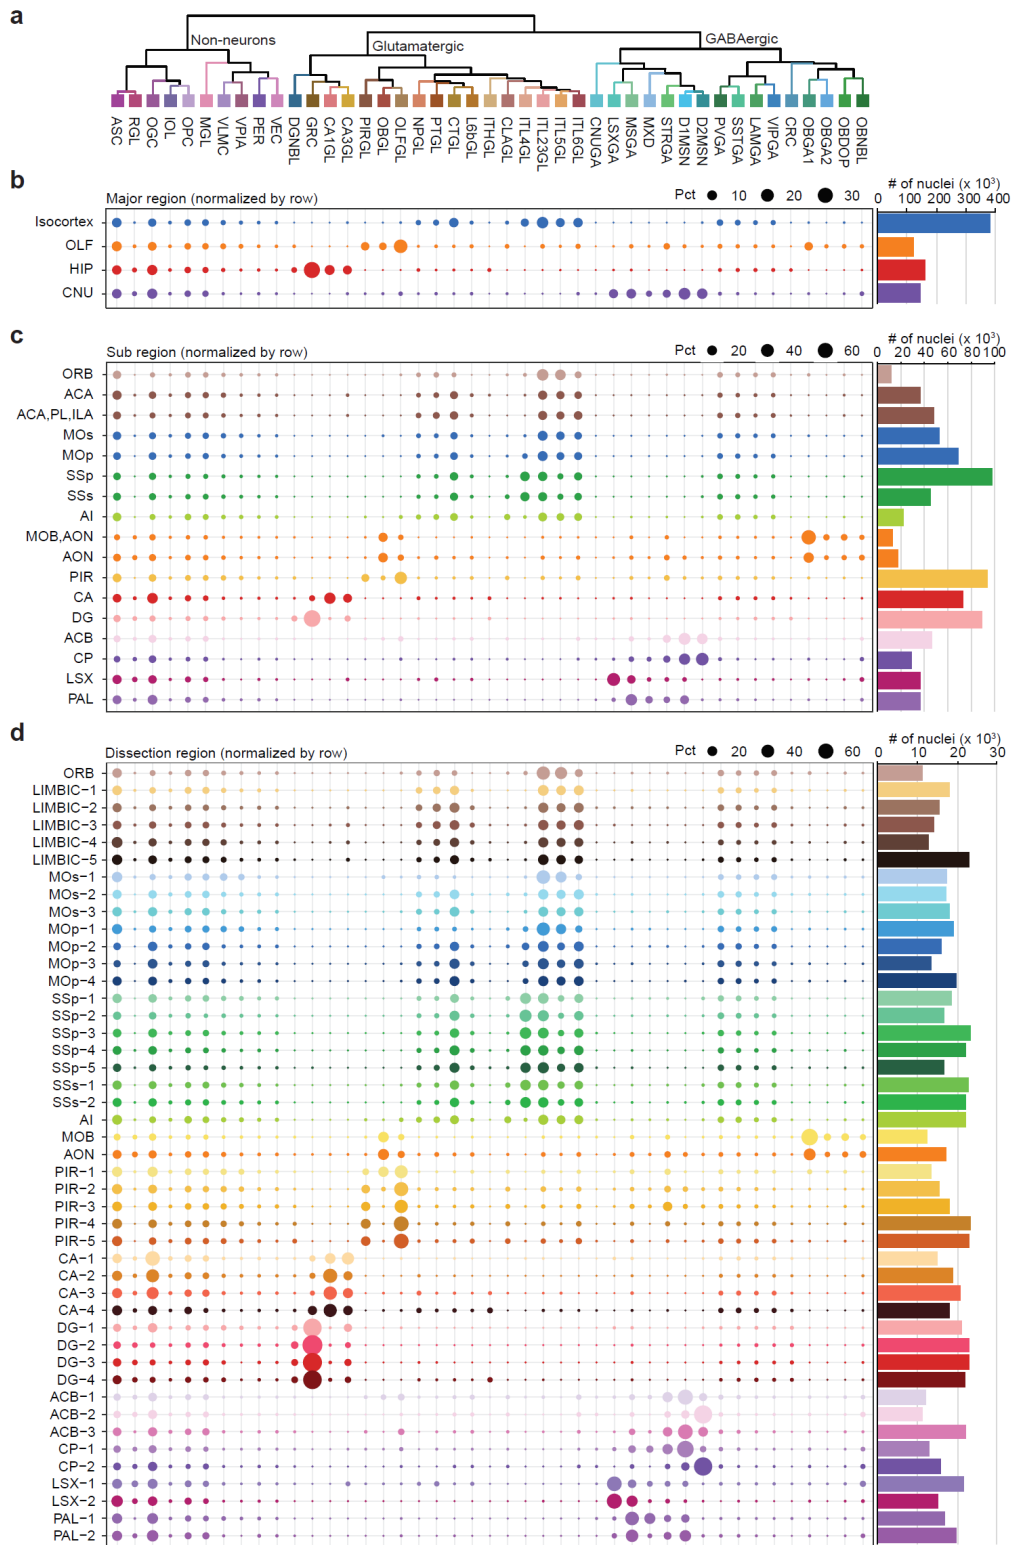 a
Non-neurons
Glutamatergic
GABAergic
ASC
RGL
OGC
IOL
OPC
MGL
VLMC
VPIA
PER
VEC
DGNBL
GRC
CA1GL
CA3GL
PIRGL
OBGL
OLFGL
NPGL
PTGL
CTGL
L6bGL
ITHGL
CLAGL
ITL4GL
ITL23GL
ITL5GL
ITL6GL
CNUGA
LSXGA
MSGA
MXD
STRGA
D1MSN
D2MSN
PVGA
SSTGA
LAMGA
VIPGA
CRC
OBGA1
OBGA2
OBDOP
OBNBL
b
Major region (normalized by row)
Pct 10 20 30
# of nuclei (x 10³)
0 100 200 300 400
Isocortex
OLF
HIP
CNU
c
Sub region (normalized by row)
Pct 20 40 60
# of nuclei (x 10³)
0 20 40 60 80 100
ORB
ACA
ACA,PL,ILA
MOs
MOp
SSp
SSs
AI
MOB,AON
AON
PIR
CA
DG
ACB
CP
LSX
PAL
d
Dissection region (normalized by row)
Pct 20 40 60
# of nuclei (x 10³)
0 10 20 30
ORB
LIMBIC-1
LIMBIC-2
LIMBIC-3
LIMBIC-4
LIMBIC-5
MOs-1
MOs-2
MOs-3
MOp-1
MOp-2
MOp-3
MOp-4
SSp-1
SSp-2
SSp-3
SSp-4
SSp-5
SSs-1
SSs-2
AI
MOB
AON
PIR-1
PIR-2
PIR-3
PIR-4
PIR-5
CA-1
CA-2
CA-3
CA-4
DG-1
DG-2
DG-3
DG-4
ACB-1
ACB-2
ACB-3
CP-1
CP-2
LSX-1
LSX-2
PAL-1
PAL-2